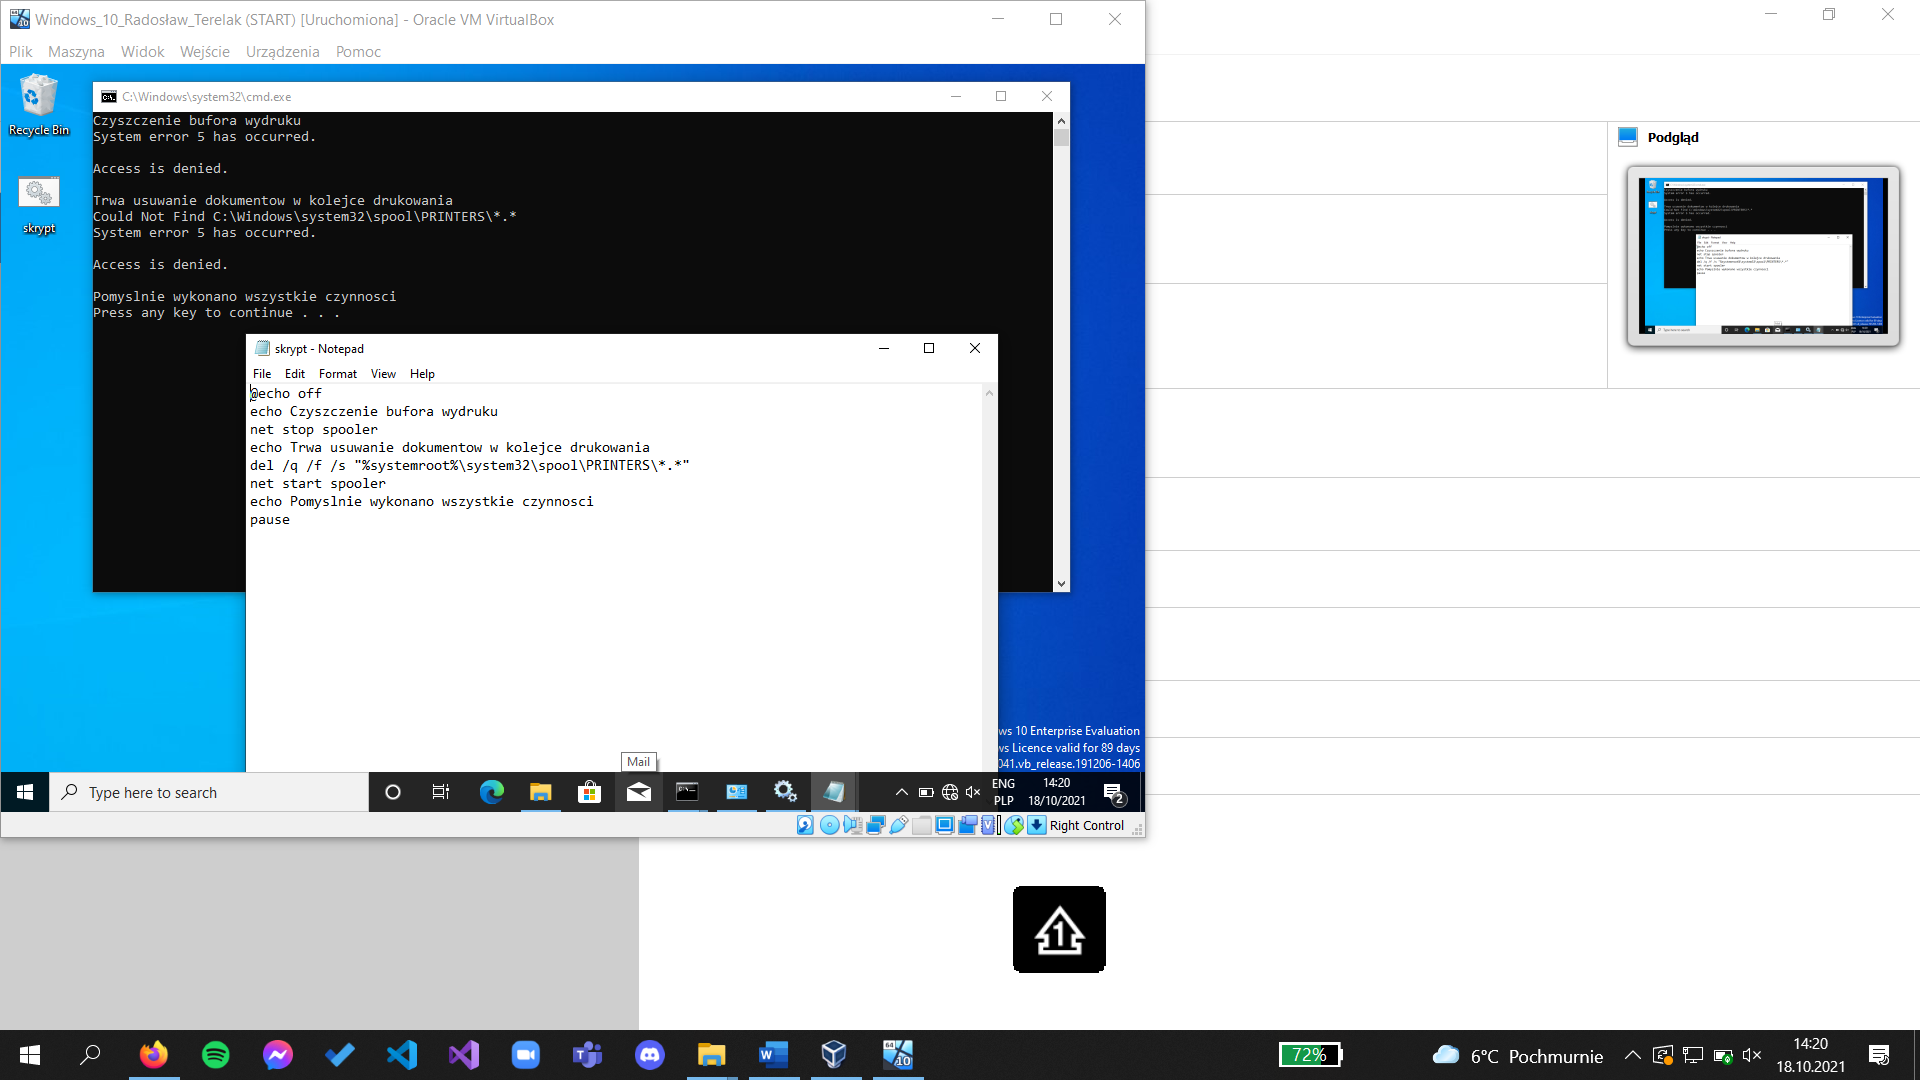 Windows_10_Radosław_Terelak (START) [Uruchomiona] - Oracle VM VirtualBox
Plik Maszyna Widok Wejście Urządzenia Pomoc
Recycle Bin
skrypt
C:\Windows\system32\cmd.exe
Czyszczenie bufora wydruku
System error 5 has occurred.
Access is denied.
Trwa usuwanie dokumentow w kolejce drukowania
Could Not Find C:\Windows\system32\spool\PRINTERS\*.*
System error 5 has occurred.
Access is denied.
Pomyslnie wykonano wszystkie czynnosci
Press any key to continue . . .
skrypt - Notepad
File Edit Format View Help
@echo off
echo Czyszczenie bufora wydruku
net stop spooler
echo Trwa usuwanie dokumentow w kolejce drukowania
del /q /f /s "%systemroot%\system32\spool\PRINTERS\*.*"
net start spooler
echo Pomyslnie wykonano wszystkie czynnosci
pause
ws 10 Enterprise Evaluation
ws Licence valid for 89 days
041.vb_release.191206-1406
Mail
Type here to search
ENG
PLP
14:20
18/10/2021
2
Right Control
Podgląd
1
72%
6°C Pochmurnie
14:20
18.10.2021